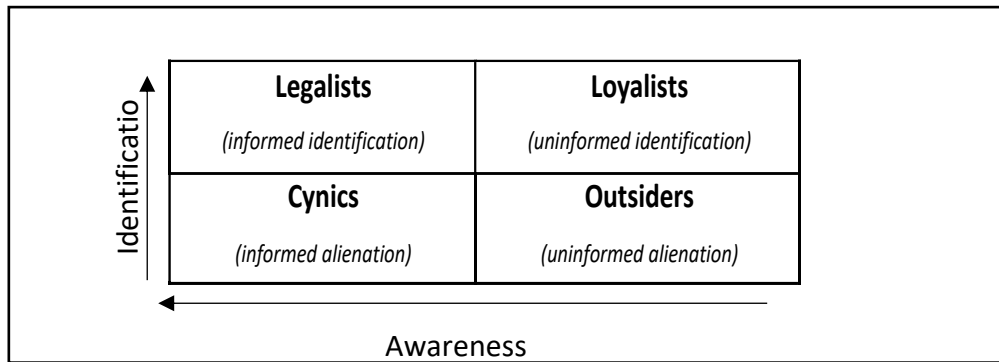 Identificatio
Legalists
(informed identification)
Loyalists
(uninformed identification)
Cynics
(informed alienation)
Outsiders
(uninformed alienation)
Awareness